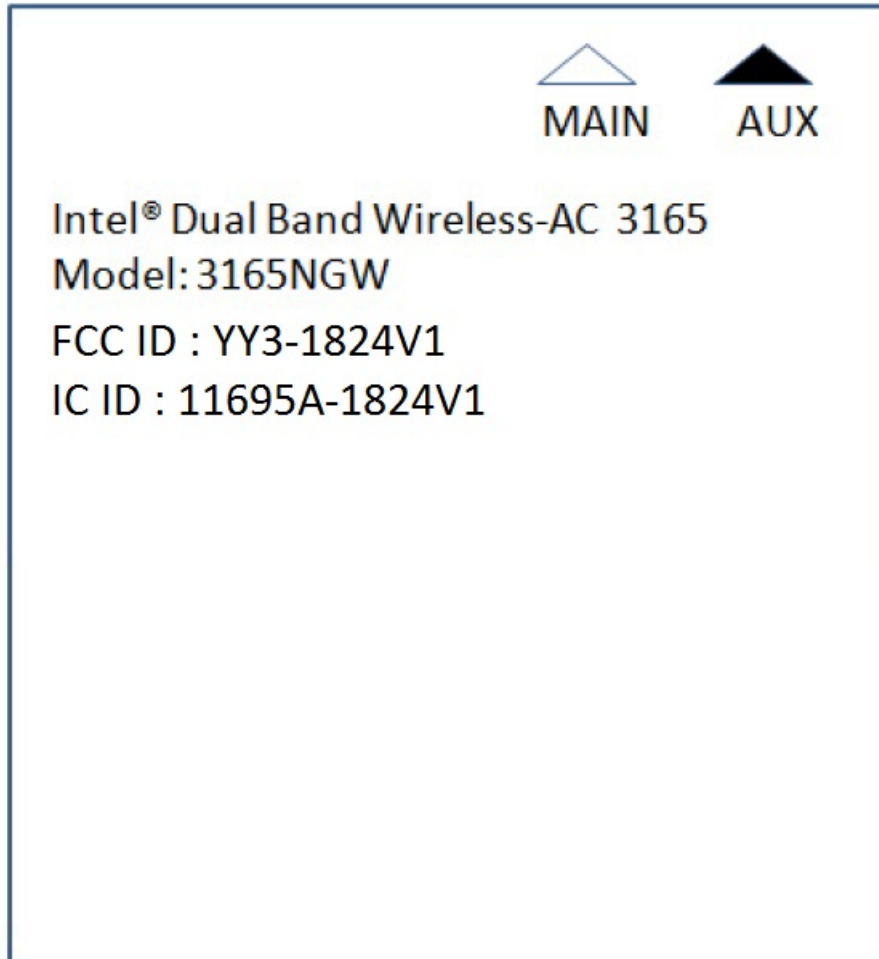 MAIN AUX
Intel® Dual Band Wireless-AC 3165
Model: 3165NGW
FCC ID : YY3-1824V1
IC ID : 11695A-1824V1